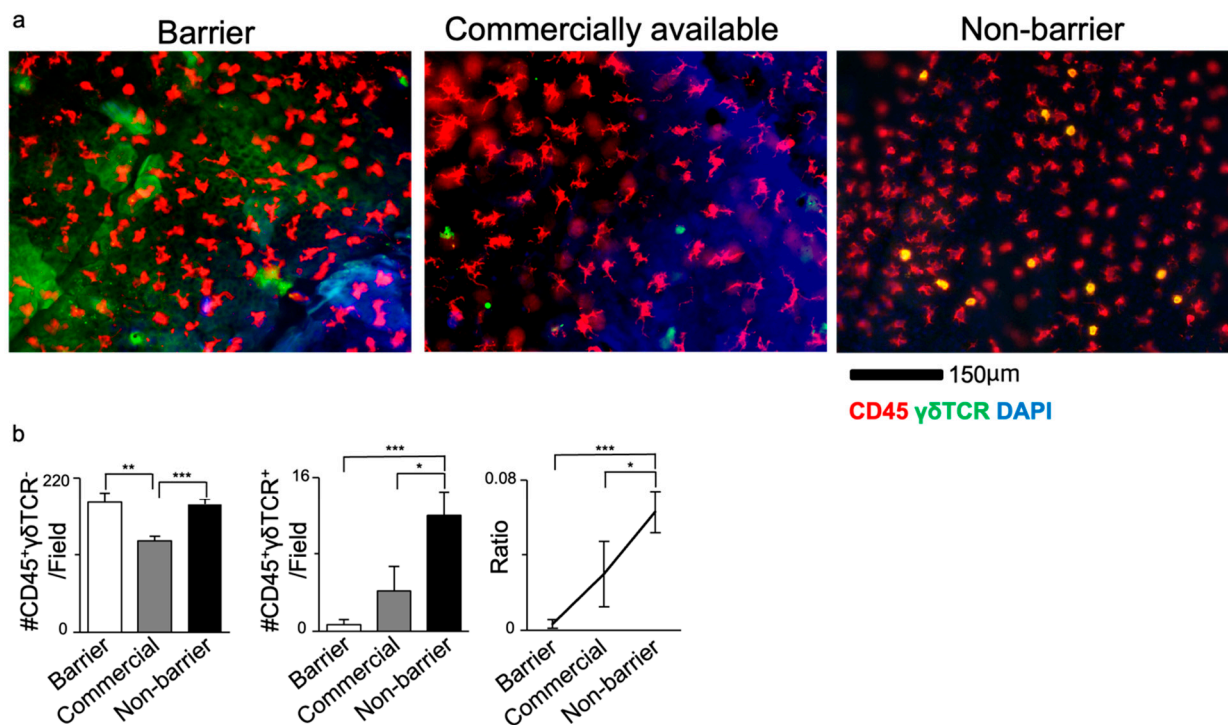 a
Barrier
Commercially available
Non-barrier
150μm
CD45 γδTCR DAPI
b
#CD45⁺γδTCR⁻
/Field
220
0
**
***
Barrier
Commercial
Non-barrier
#CD45⁺γδTCR⁺
/Field
16
0
***
*
Barrier
Commercial
Non-barrier
Ratio
0.08
0
***
*
Barrier
Commercial
Non-barrier